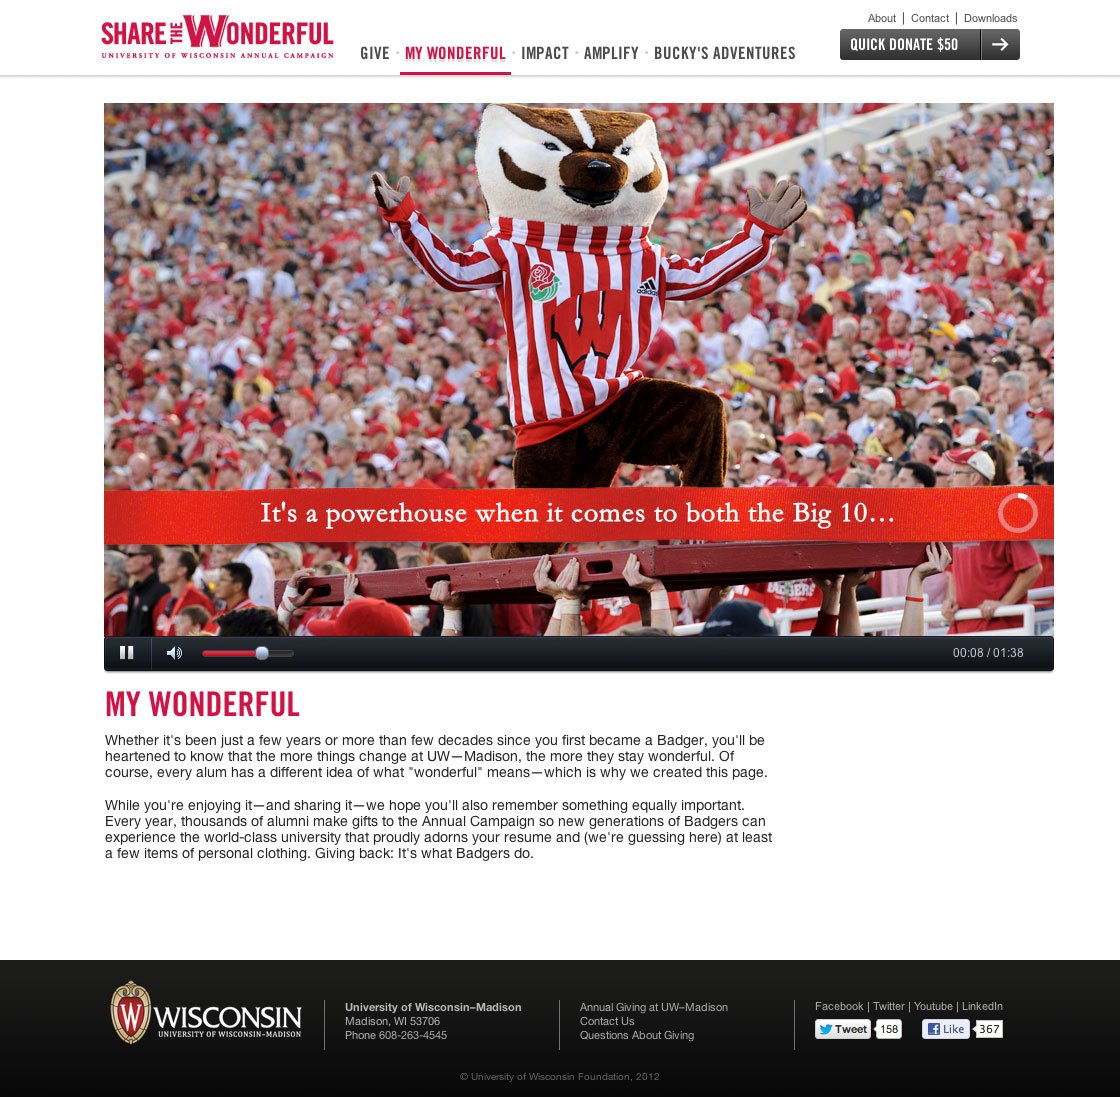 SHARE THE WONDERFUL
UNIVERSITY OF WISCONSIN ANNUAL CAMPAIGN
GIVE · MY WONDERFUL · IMPACT · AMPLIFY · BUCKY'S ADVENTURES
About | Contact | Downloads
QUICK DONATE $50
adidas
W
It's a powerhouse when it comes to both the Big 10...
BADGERS
00:08 / 01:38
MY WONDERFUL
Whether it's been just a few years or more than few decades since you first became a Badger, you'll be
heartened to know that the more things change at UW—Madison, the more they stay wonderful. Of
course, every alum has a different idea of what "wonderful" means—which is why we created this page.
While you're enjoying it—and sharing it—we hope you'll also remember something equally important.
Every year, thousands of alumni make gifts to the Annual Campaign so new generations of Badgers can
experience the world-class university that proudly adorns your resume and (we're guessing here) at least
a few items of personal clothing. Giving back: It's what Badgers do.
W
WISCONSIN
UNIVERSITY OF WISCONSIN–MADISON
University of Wisconsin–Madison
Madison, WI 53706
Phone 608-263-4545
Annual Giving at UW–Madison
Contact Us
Questions About Giving
Facebook | Twitter | Youtube | LinkedIn
Tweet 158
Like 367
© University of Wisconsin Foundation, 2012